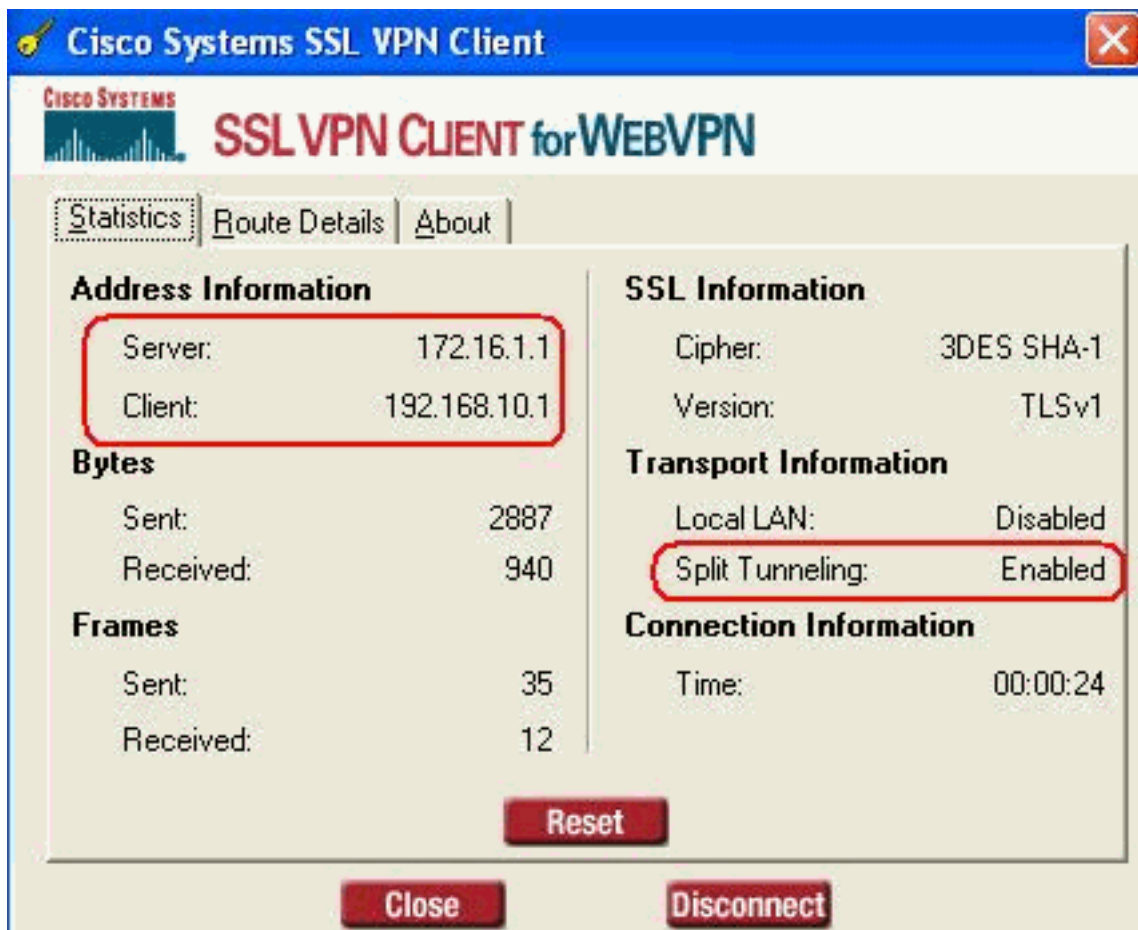 Cisco Systems SSL VPN Client
CISCO SYSTEMS
SSL VPN CLIENT for WEBVPN
Statistics
Route Details
About
Address Information
Server: 172.16.1.1
Client: 192.168.10.1
Bytes
Sent: 2887
Received: 940
Frames
Sent: 35
Received: 12
SSL Information
Cipher: 3DES SHA-1
Version: TLSv1
Transport Information
Local LAN: Disabled
Split Tunneling: Enabled
Connection Information
Time: 00:00:24
Reset
Close
Disconnect